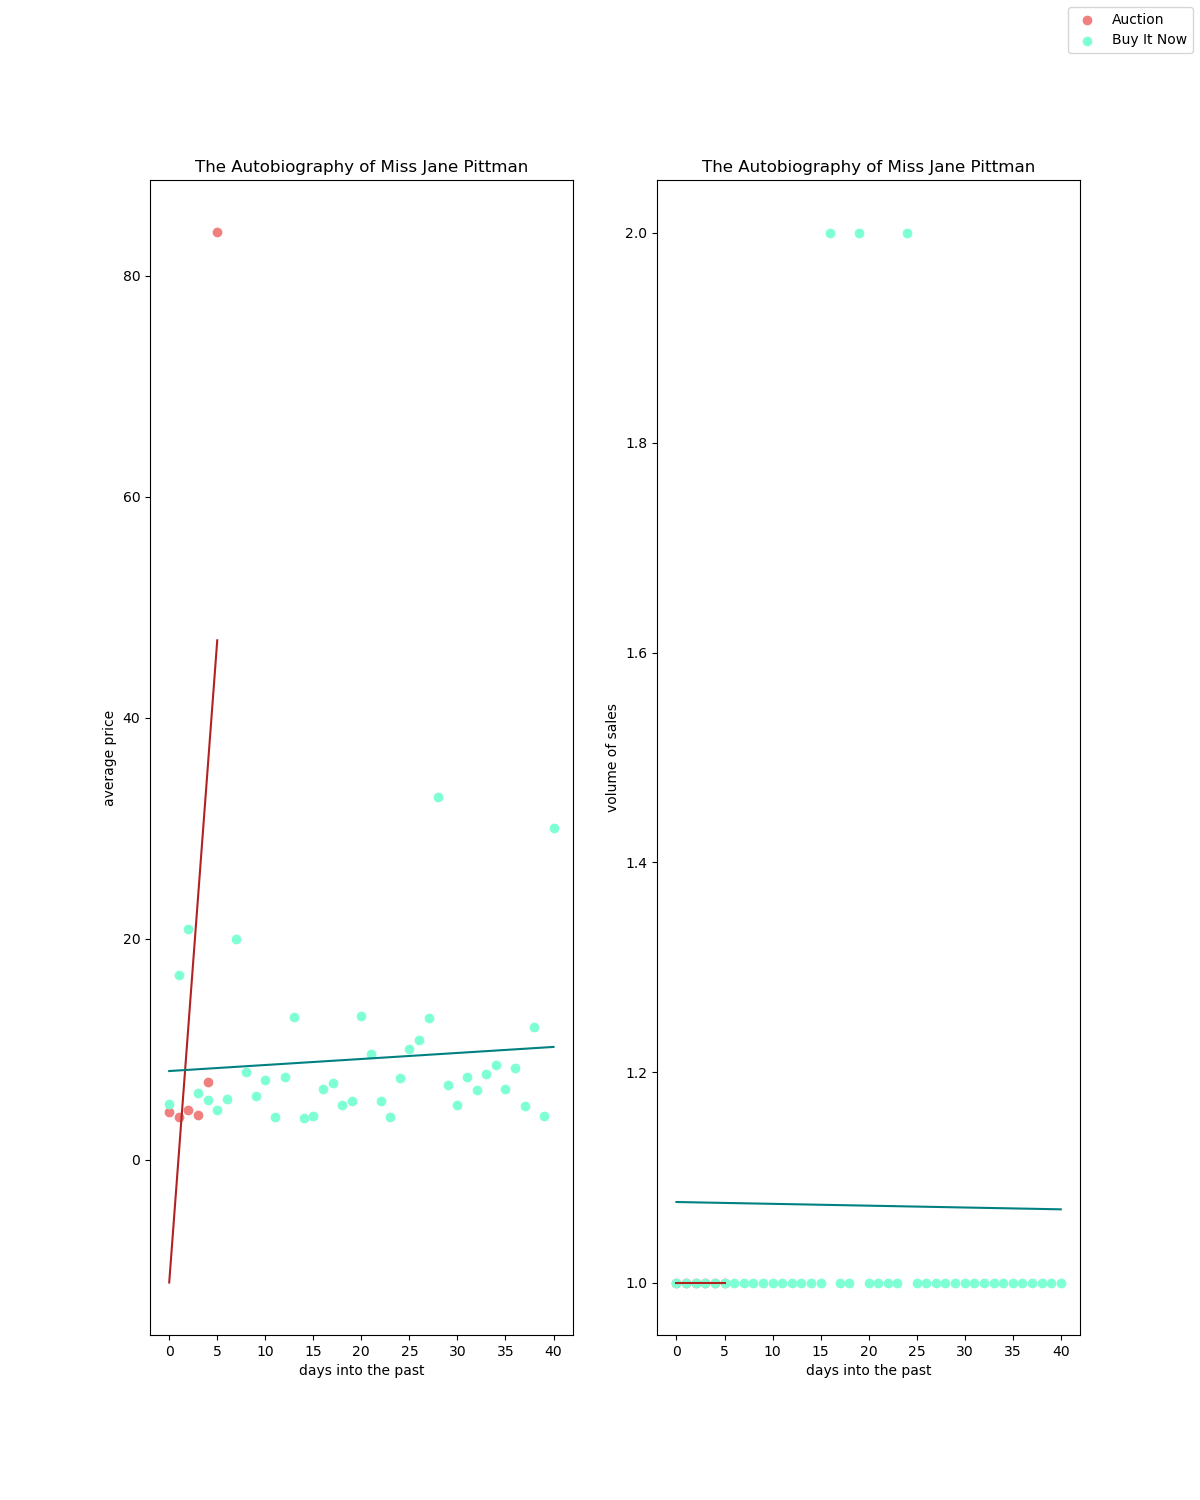 Auction
Buy It Now
The Autobiography of Miss Jane Pittman
average price
80
60
40
20
0
0 5 10 15 20 25 30 35 40
days into the past
The Autobiography of Miss Jane Pittman
volume of sales
2.0
1.8
1.6
1.4
1.2
1.0
0 5 10 15 20 25 30 35 40
days into the past